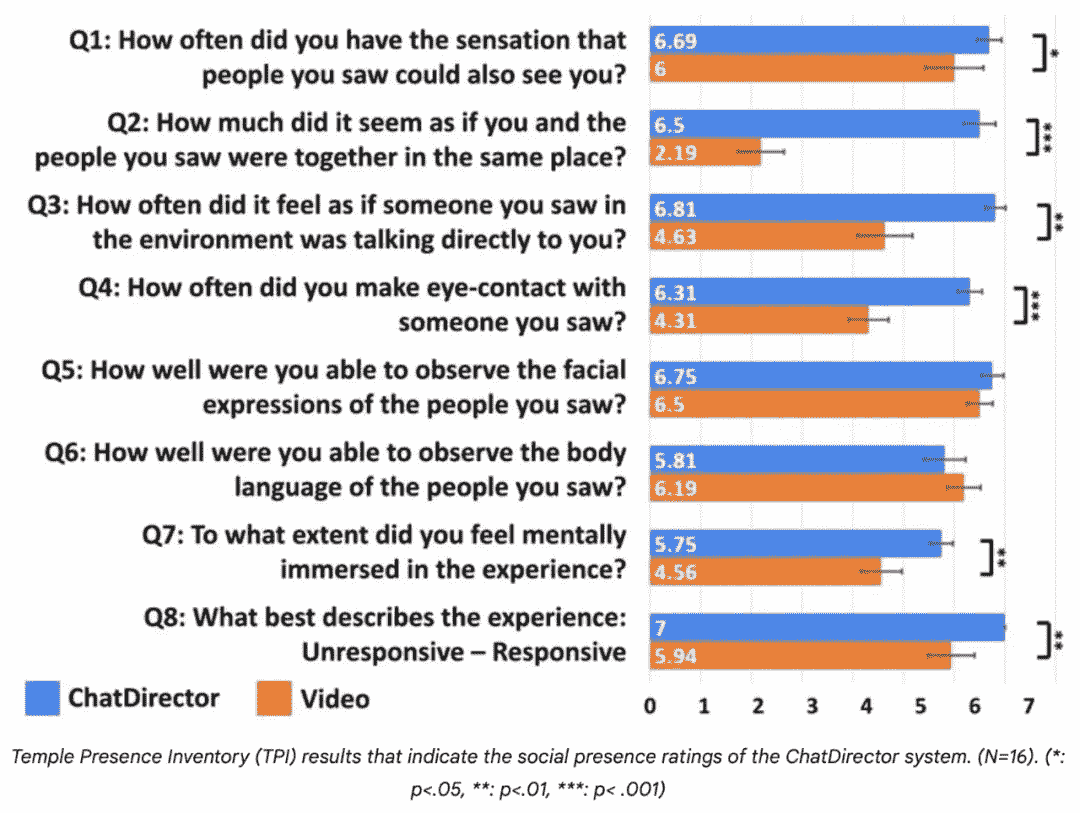 Q1: How often did you have the sensation that
people you saw could also see you?
6.69
6
*
Q2: How much did it seem as if you and the
people you saw were together in the same place?
6.5
2.19
***
Q3: How often did it feel as if someone you saw in
the environment was talking directly to you?
6.81
4.63
**
Q4: How often did you make eye-contact with
someone you saw?
6.31
4.31
***
Q5: How well were you able to observe the facial
expressions of the people you saw?
6.75
6.5
Q6: How well were you able to observe the body
language of the people you saw?
5.81
6.19
Q7: To what extent did you feel mentally
immersed in the experience?
5.75
4.56
**
Q8: What best describes the experience:
Unresponsive – Responsive
7
5.94
**
ChatDirector Video
0 1 2 3 4 5 6 7
Temple Presence Inventory (TPI) results that indicate the social presence ratings of the ChatDirector system. (N=16). (*:
p<.05, **: p<.01, ***: p< .001)